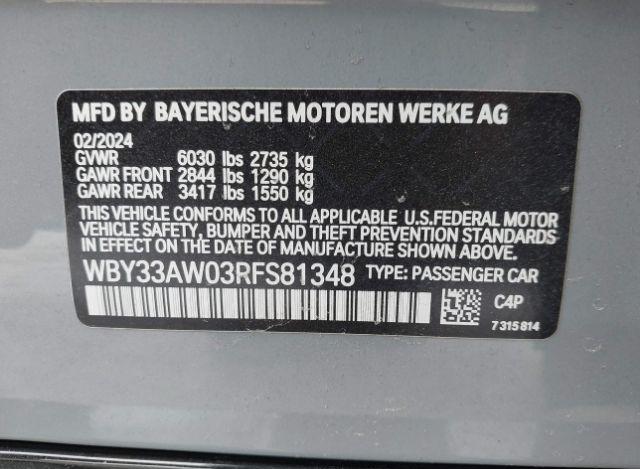 MFD BY BAYERISCHE MOTOREN WERKE AG
02/2024
GVWR 6030 lbs 2735 kg
GAWR FRONT 2844 lbs 1290 kg
GAWR REAR 3417 lbs 1550 kg
THIS VEHICLE CONFORMS TO ALL APPLICABLE U.S.FEDERAL MOTOR
VEHICLE SAFETY, BUMPER AND THEFT PREVENTION STANDARDS
IN EFFECT ON THE DATE OF MANUFACTURE SHOWN ABOVE.
WBY33AW03RFS81348 TYPE: PASSENGER CAR
C4P
7 315 814